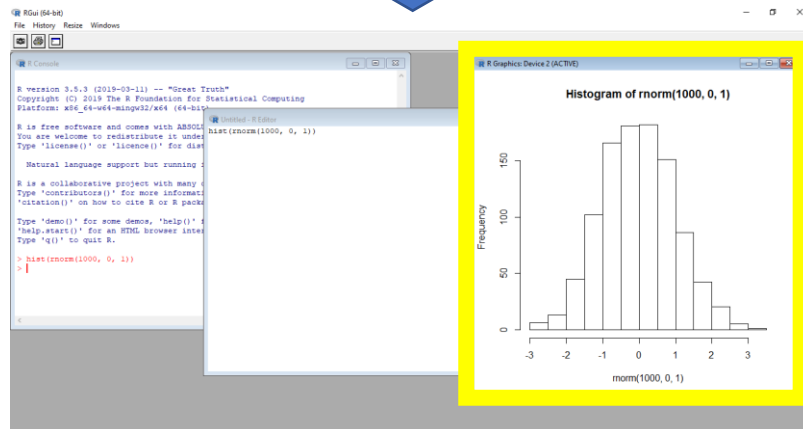 RGui (64-bit)
File History Resize Windows
R Console
R version 3.5.3 (2019-03-11) -- "Great Truth"
Copyright (C) 2019 The R Foundation for Statistical Computing
Platform: x86_64-w64-mingw32/x64 (64-bit)
R is free software and comes with ABSOL
You are welcome to redistribute it under
Type 'license()' or 'licence()' for dist
Natural language support but running
R is a collaborative project with many
Type 'contributors()' for more informati
'citation()' on how to cite R or R pack
Type 'demo()' for some demos, 'help()'
'help.start()' for an HTML browser inte
Type 'q()' to quit R.
> hist(rnorm(1000, 0, 1))
>
Untitled - R Editor
hist(rnorm(1000, 0, 1))
R Graphics: Device 2 (ACTIVE)
Histogram of rnorm(1000, 0, 1)
Frequency
150
100
50
0
-3 -2 -1 0 1 2 3
rnorm(1000, 0, 1)